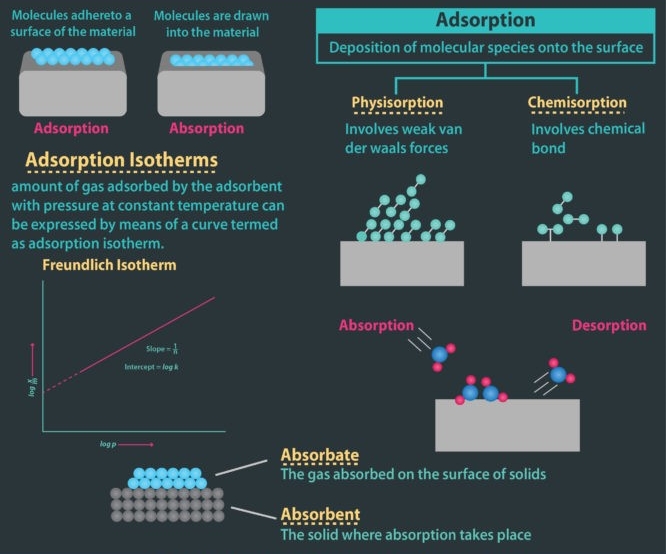 Molecules adhereto a
surface of the material
Molecules are drawn
into the material
Adsorption
Absorption
Adsorption Isotherms
amount of gas adsorbed by the adsorbent
with pressure at constant temperature can
be expressed by means of a curve termed
as adsorption isotherm.
Freundlich Isotherm
Slope = 1/n
Intercept = log k
log x/m
log p
Adsorption
Deposition of molecular species onto the surface
Physisorption
Involves weak van
der waals forces
Chemisorption
Involves chemical
bond
Absorption
Desorption
Absorbate
The gas absorbed on the surface of solids
Absorbent
The solid where absorption takes place